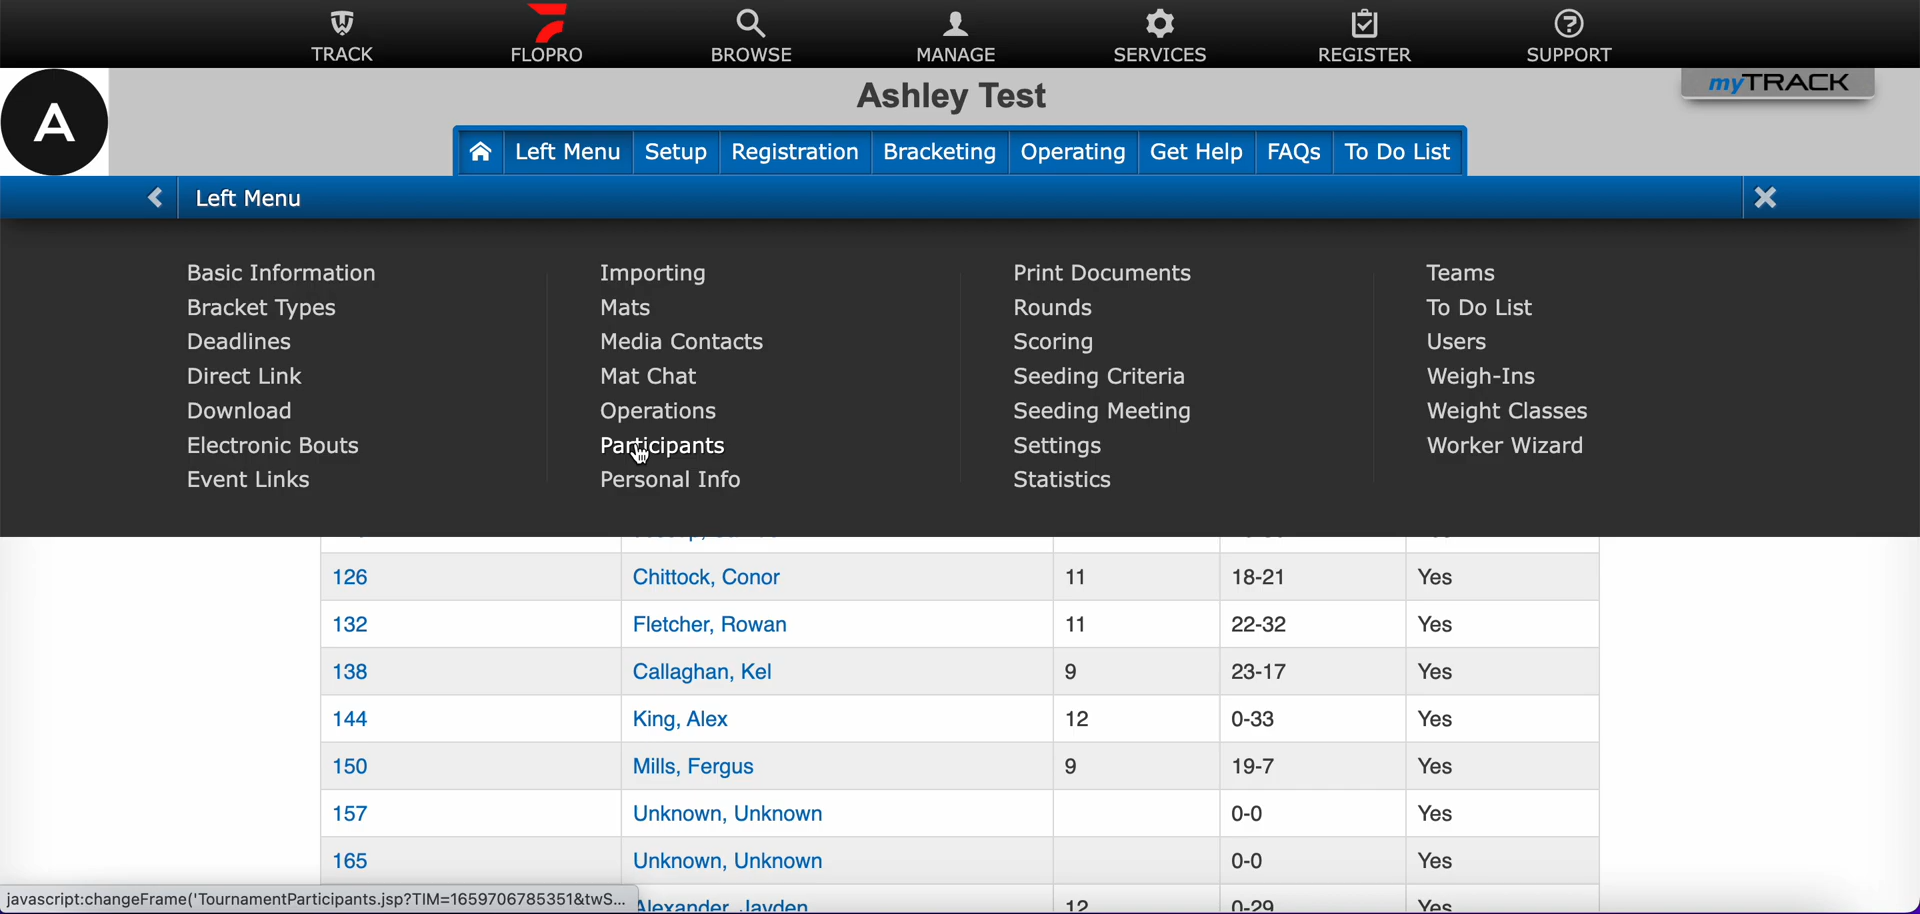 TRACK FLOPRO BROWSE MANAGE SERVICES REGISTER SUPPORT
A
Ashley Test
myTRACK
Left Menu Setup Registration Bracketing Operating Get Help FAQs To Do List
Left Menu
Basic Information Importing Print Documents Teams
Bracket Types Mats Rounds To Do List
Deadlines Media Contacts Scoring Users
Direct Link Mat Chat Seeding Criteria Weigh-Ins
Download Operations Seeding Meeting Weight Classes
Electronic Bouts Participants Settings Worker Wizard
Event Links Personal Info Statistics
126 Chittock, Conor 11 18-21 Yes
132 Fletcher, Rowan 11 22-32 Yes
138 Callaghan, Kel 9 23-17 Yes
144 King, Alex 12 0-33 Yes
150 Mills, Fergus 9 19-7 Yes
157 Unknown, Unknown 0-0 Yes
165 Unknown, Unknown 0-0 Yes
Alexander, Jayden 12 0-29 Yes
javascript:changeFrame('TournamentParticipants.jsp?TIM=1659706785351&twS...